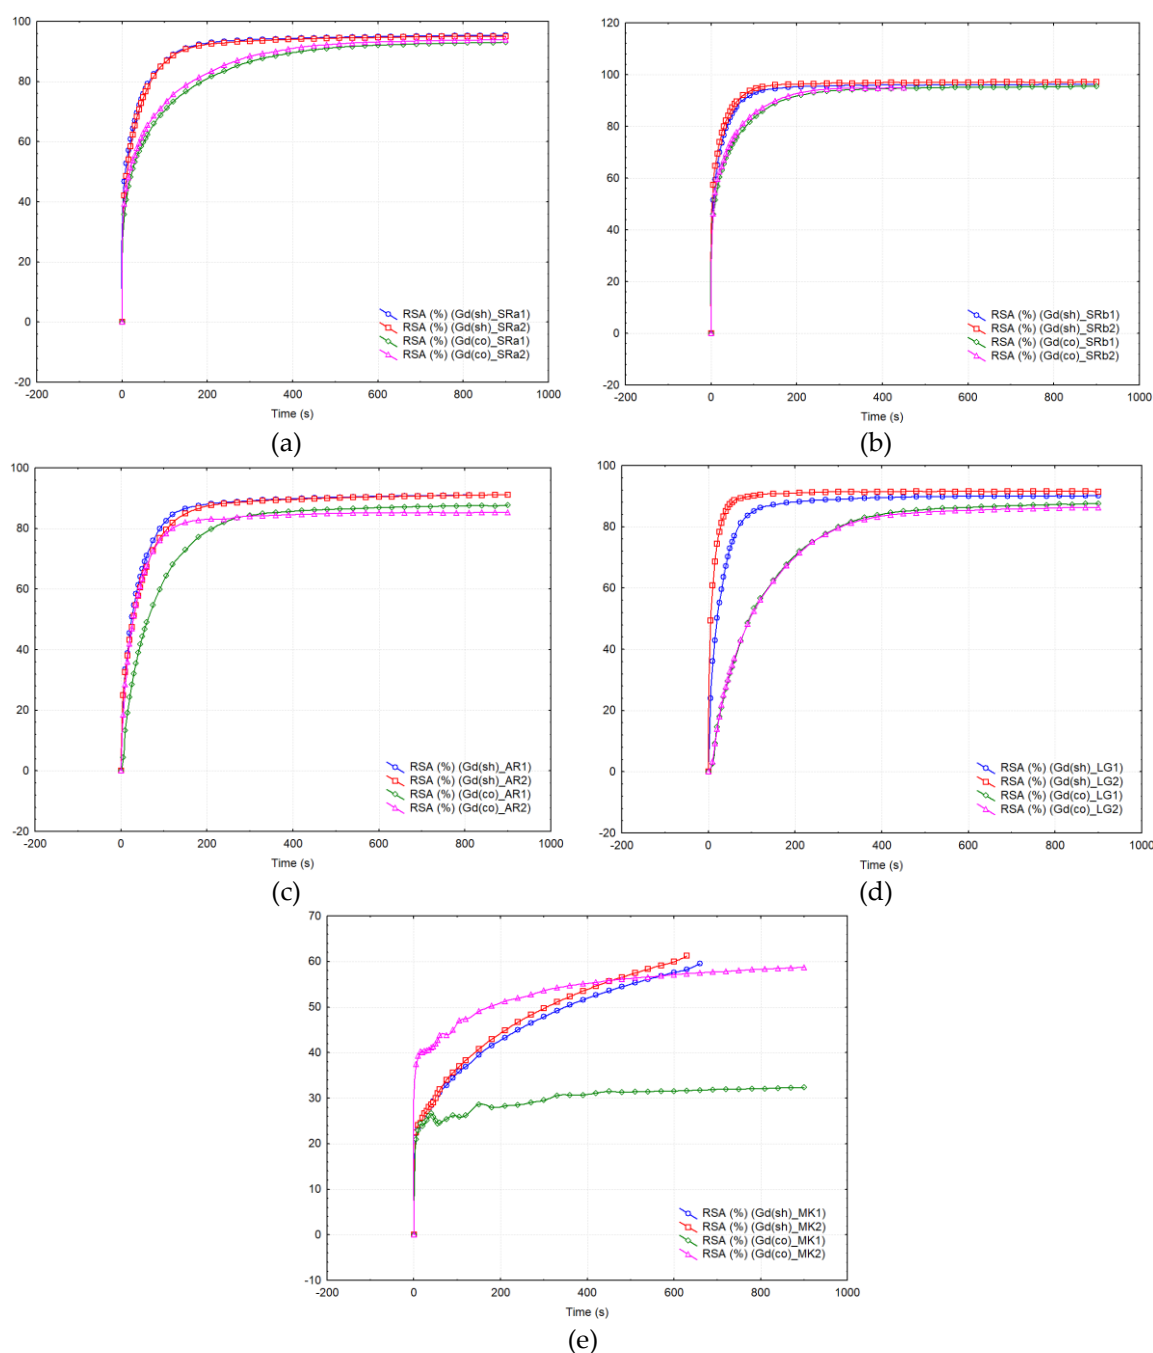 100
80
60
40
20
0
-20
-200
0
200
400
600
800
1000
Time (s)
RSA (%) (Gd(sh)_SRa1)
RSA (%) (Gd(sh)_SRa2)
RSA (%) (Gd(co)_SRa1)
RSA (%) (Gd(co)_SRa2)
(a)
120
100
80
60
40
20
0
-20
-200
0
200
400
600
800
1000
Time (s)
RSA (%) (Gd(sh)_SRb1)
RSA (%) (Gd(sh)_SRb2)
RSA (%) (Gd(co)_SRb1)
RSA (%) (Gd(co)_SRb2)
(b)
100
80
60
40
20
0
-20
-200
0
200
400
600
800
1000
Time (s)
RSA (%) (Gd(sh)_AR1)
RSA (%) (Gd(sh)_AR2)
RSA (%) (Gd(co)_AR1)
RSA (%) (Gd(co)_AR2)
(c)
100
80
60
40
20
0
-20
-200
0
200
400
600
800
1000
Time (s)
RSA (%) (Gd(sh)_LG1)
RSA (%) (Gd(sh)_LG2)
RSA (%) (Gd(co)_LG1)
RSA (%) (Gd(co)_LG2)
(d)
70
60
50
40
30
20
10
0
-10
-200
0
200
400
600
800
1000
Time (s)
RSA (%) (Gd(sh)_MK1)
RSA (%) (Gd(sh)_MK2)
RSA (%) (Gd(co)_MK1)
RSA (%) (Gd(co)_MK2)
(e)